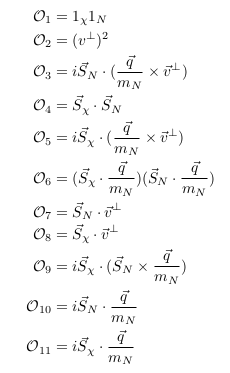 $\mathcal{O}_1 = 1_\chi 1_N$
$\mathcal{O}_2 = (v^\perp)^2$
$\mathcal{O}_3 = i\vec{S}_N \cdot (\frac{\vec{q}}{m_N} \times \vec{v}^\perp)$
$\mathcal{O}_4 = \vec{S}_\chi \cdot \vec{S}_N$
$\mathcal{O}_5 = i\vec{S}_\chi \cdot (\frac{\vec{q}}{m_N} \times \vec{v}^\perp)$
$\mathcal{O}_6 = (\vec{S}_\chi \cdot \frac{\vec{q}}{m_N})(\vec{S}_N \cdot \frac{\vec{q}}{m_N})$
$\mathcal{O}_7 = \vec{S}_N \cdot \vec{v}^\perp$
$\mathcal{O}_8 = \vec{S}_\chi \cdot \vec{v}^\perp$
$\mathcal{O}_9 = i\vec{S}_\chi \cdot (\vec{S}_N \times \frac{\vec{q}}{m_N})$
$\mathcal{O}_{10} = i\vec{S}_N \cdot \frac{\vec{q}}{m_N}$
$\mathcal{O}_{11} = i\vec{S}_\chi \cdot \frac{\vec{q}}{m_N}$